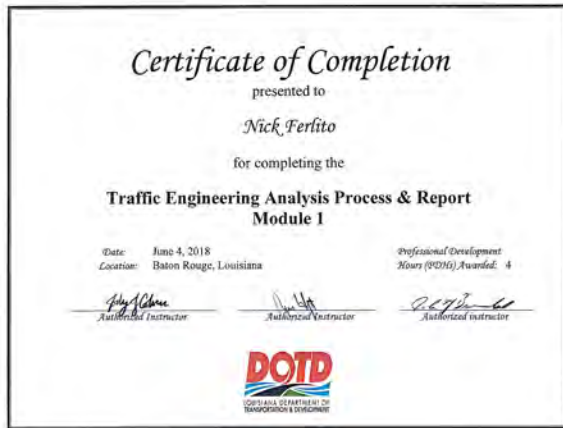 Certificate of Completion
presented to
Nick Ferlito
for completing the
Traffic Engineering Analysis Process & Report
Module 1
Date: June 4, 2018
Location: Baton Rouge, Louisiana
Professional Development
Hours (PDHs) Awarded: 4
Authorized Instructor
Authorized Instructor
Authorized instructor
DOTD
LOUISIANA DEPARTMENT OF
TRANSPORTATION & DEVELOPMENT